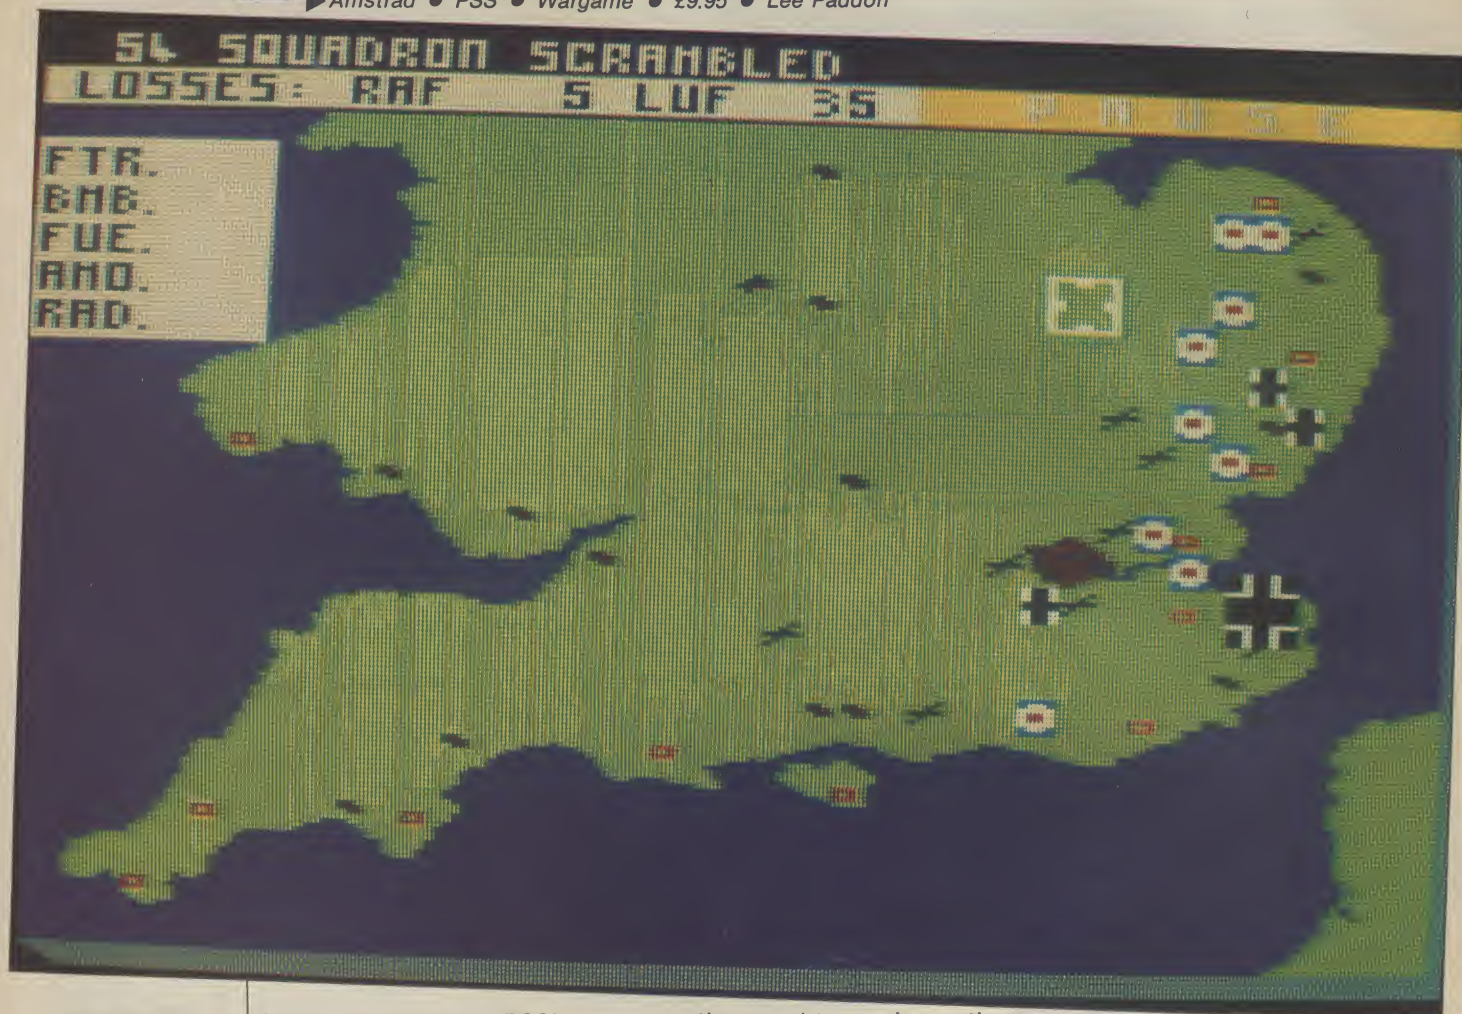 ▶Amstrad ● PSS ● Wargame ● £9.95 ● Lee Paddon
54 SQUADRON SCRAMBLED
LOSSES: RAF 5 LUF 35 PAUSE
FTR.
BMB.
FUE.
AMO.
RAD.